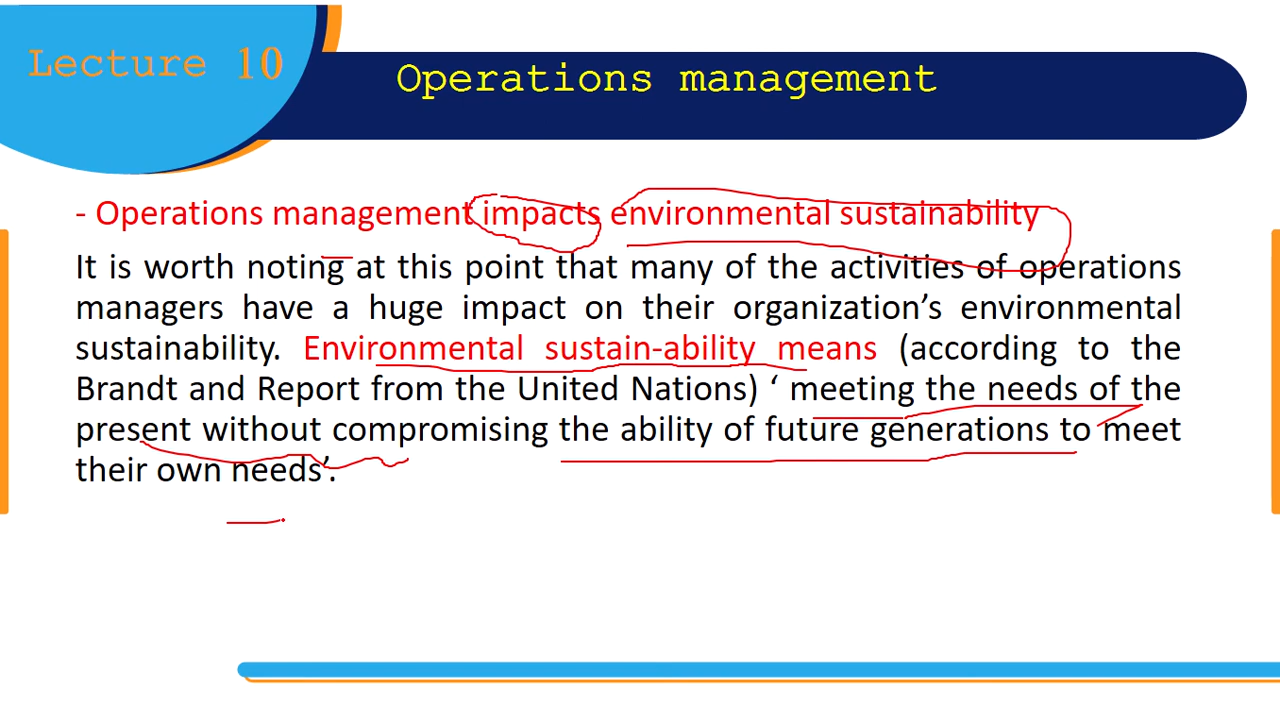 Lecture 10
Operations management
- Operations management impacts environmental sustainability
It is worth noting at this point that many of the activities of operations
managers have a huge impact on their organization’s environmental
sustainability. Environmental sustain-ability means (according to the
Brandt and Report from the United Nations) ‘ meeting the needs of the
present without compromising the ability of future generations to meet
their own needs’.